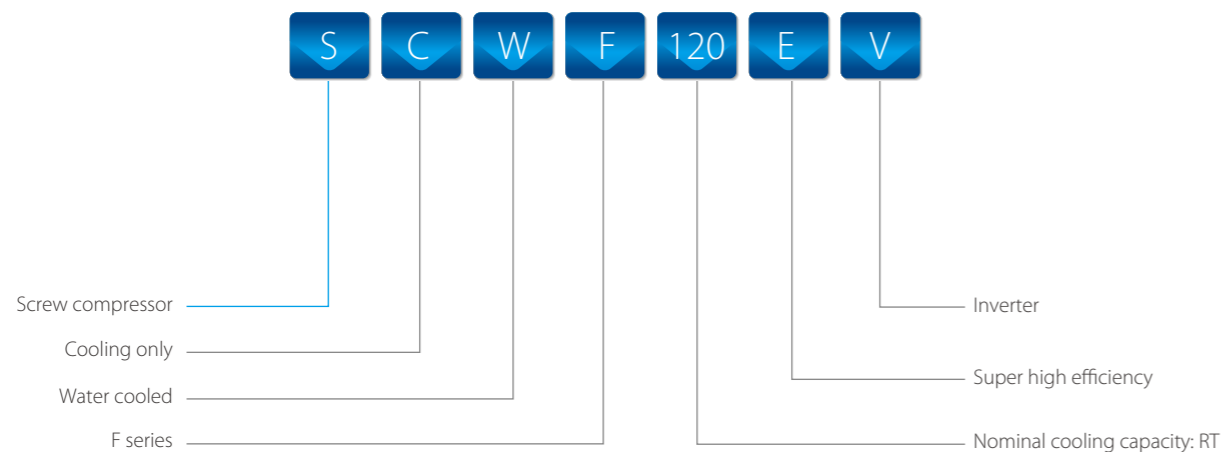 S C W F 120 E V
Screw compressor
Cooling only
Water cooled
F series
Inverter
Super high efficiency
Nominal cooling capacity: RT